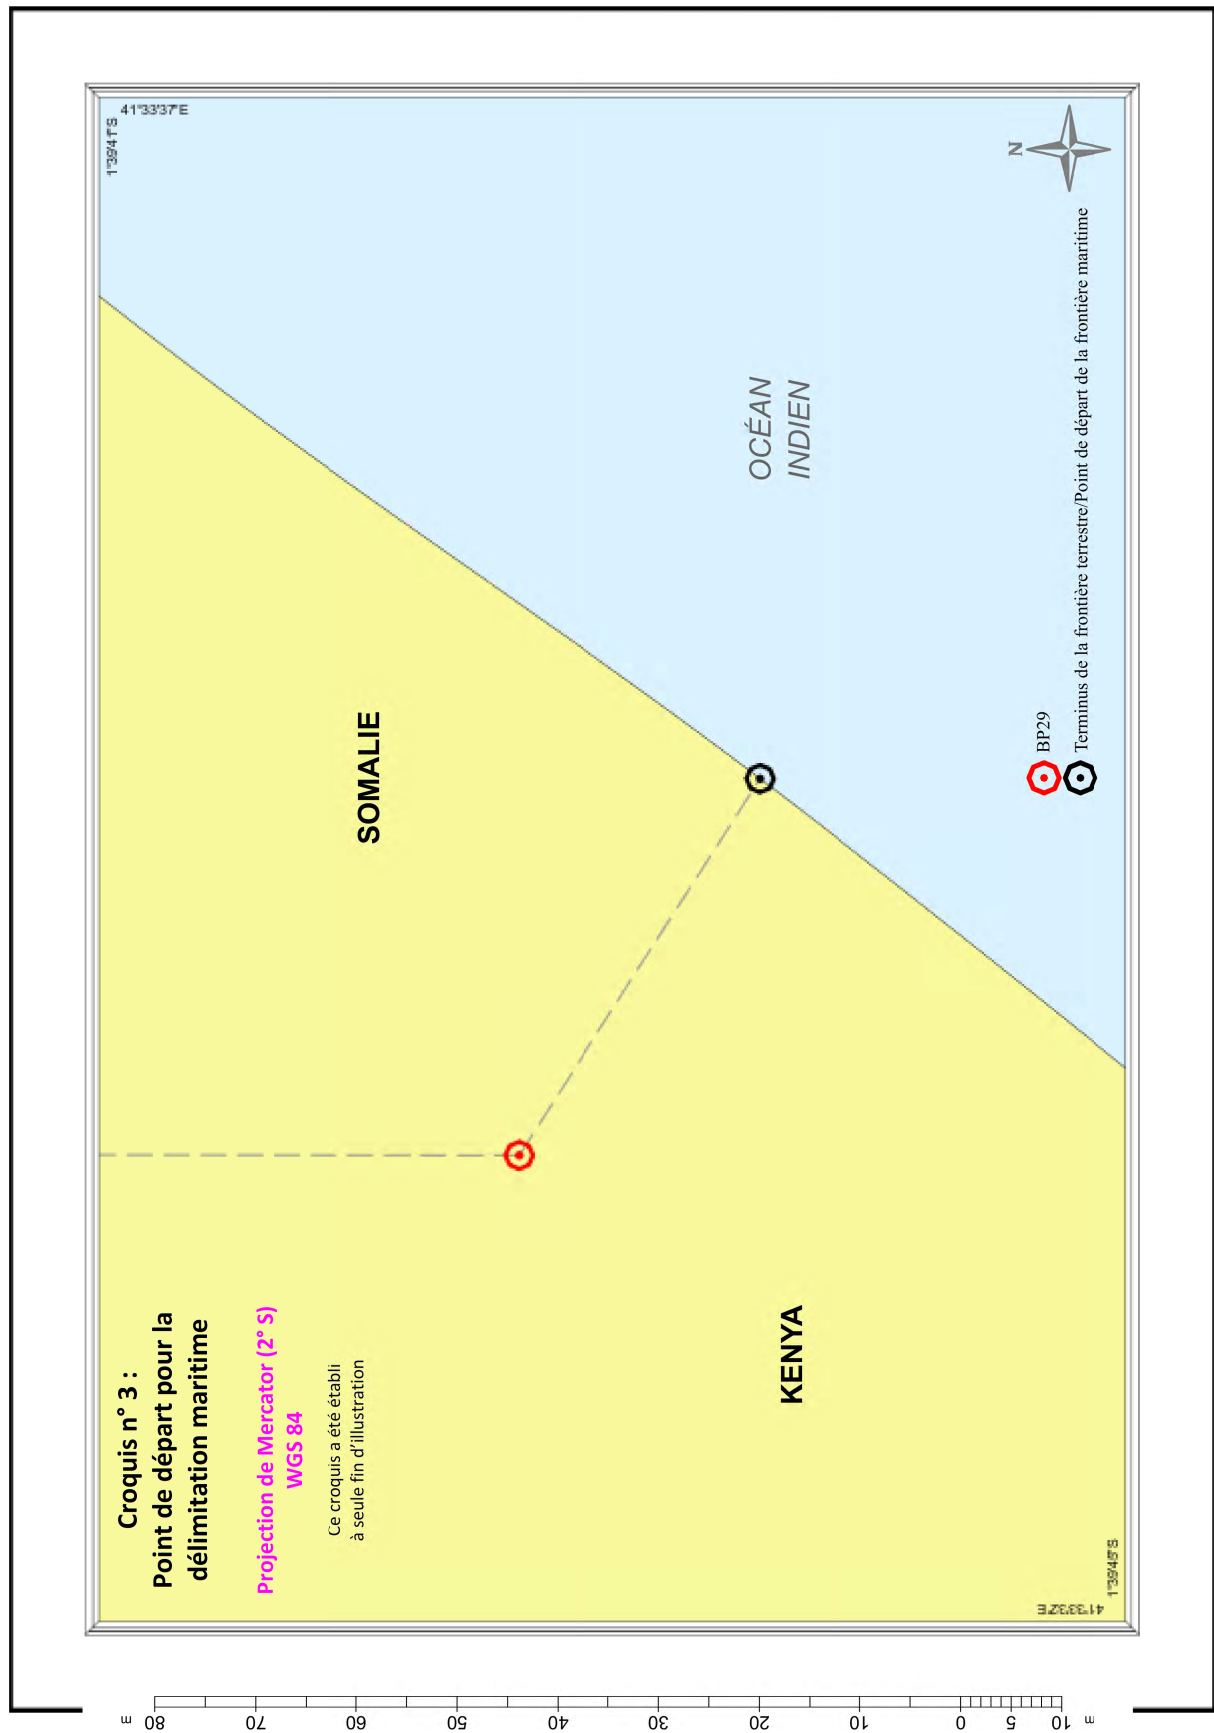 Croquis n° 3 :
Point de départ pour la
délimitation maritime
Projection de Mercator (2° S)
WGS 84
Ce croquis a été établi
à seule fin d'illustration
1°39'41"S
41°33'37"E
SOMALIE
KENYA
OCÉAN
INDIEN
N
BP29
Terminus de la frontière terrestre/Point de départ de la frontière maritime
41°33'32"E
1°39'46"S
m 10 5 0 10 20 30 40 50 60 70 80 m